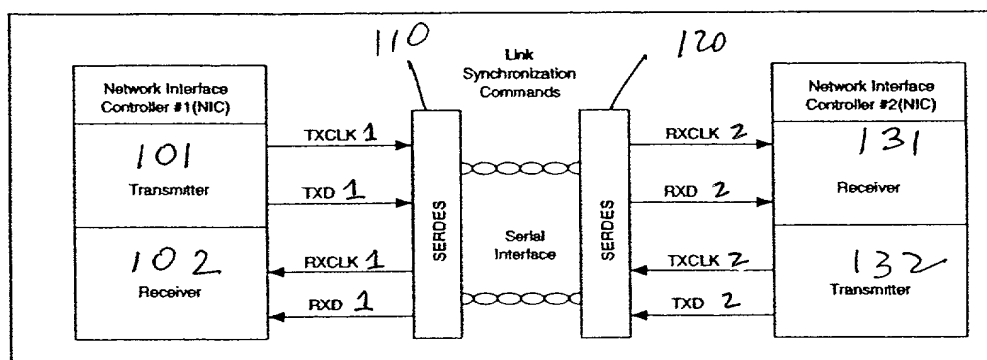 110
120
Link
Synchronization
Commands
Network Interface
Controller #1(NIC)
Network Interface
Controller #2(NIC)
101
Transmitter
TXCLK 1
TXD 1
102
Receiver
RXCLK 1
RXD 1
SERDES
Serial
Interface
SERDES
RXCLK 2
RXD 2
131
Receiver
TXCLK 2
TXD 2
132
Transmitter